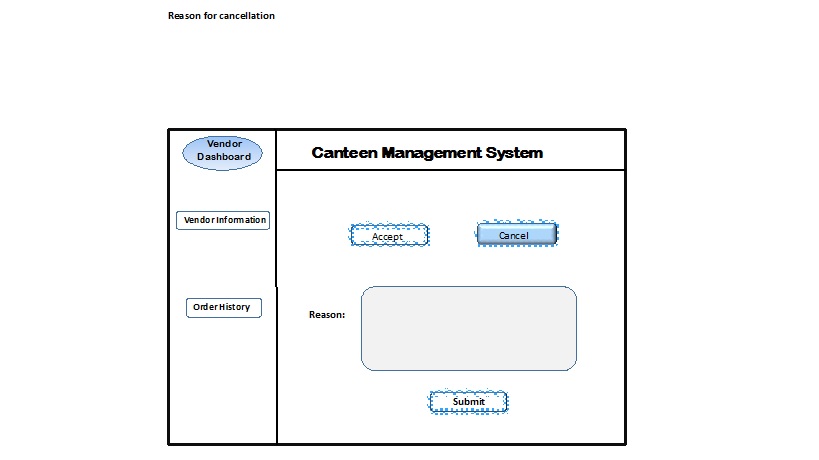 Reason for cancellation
Vendor
Dashboard
Canteen Management System
Vendor Information
Accept
Cancel
Order History
Reason:
Submit